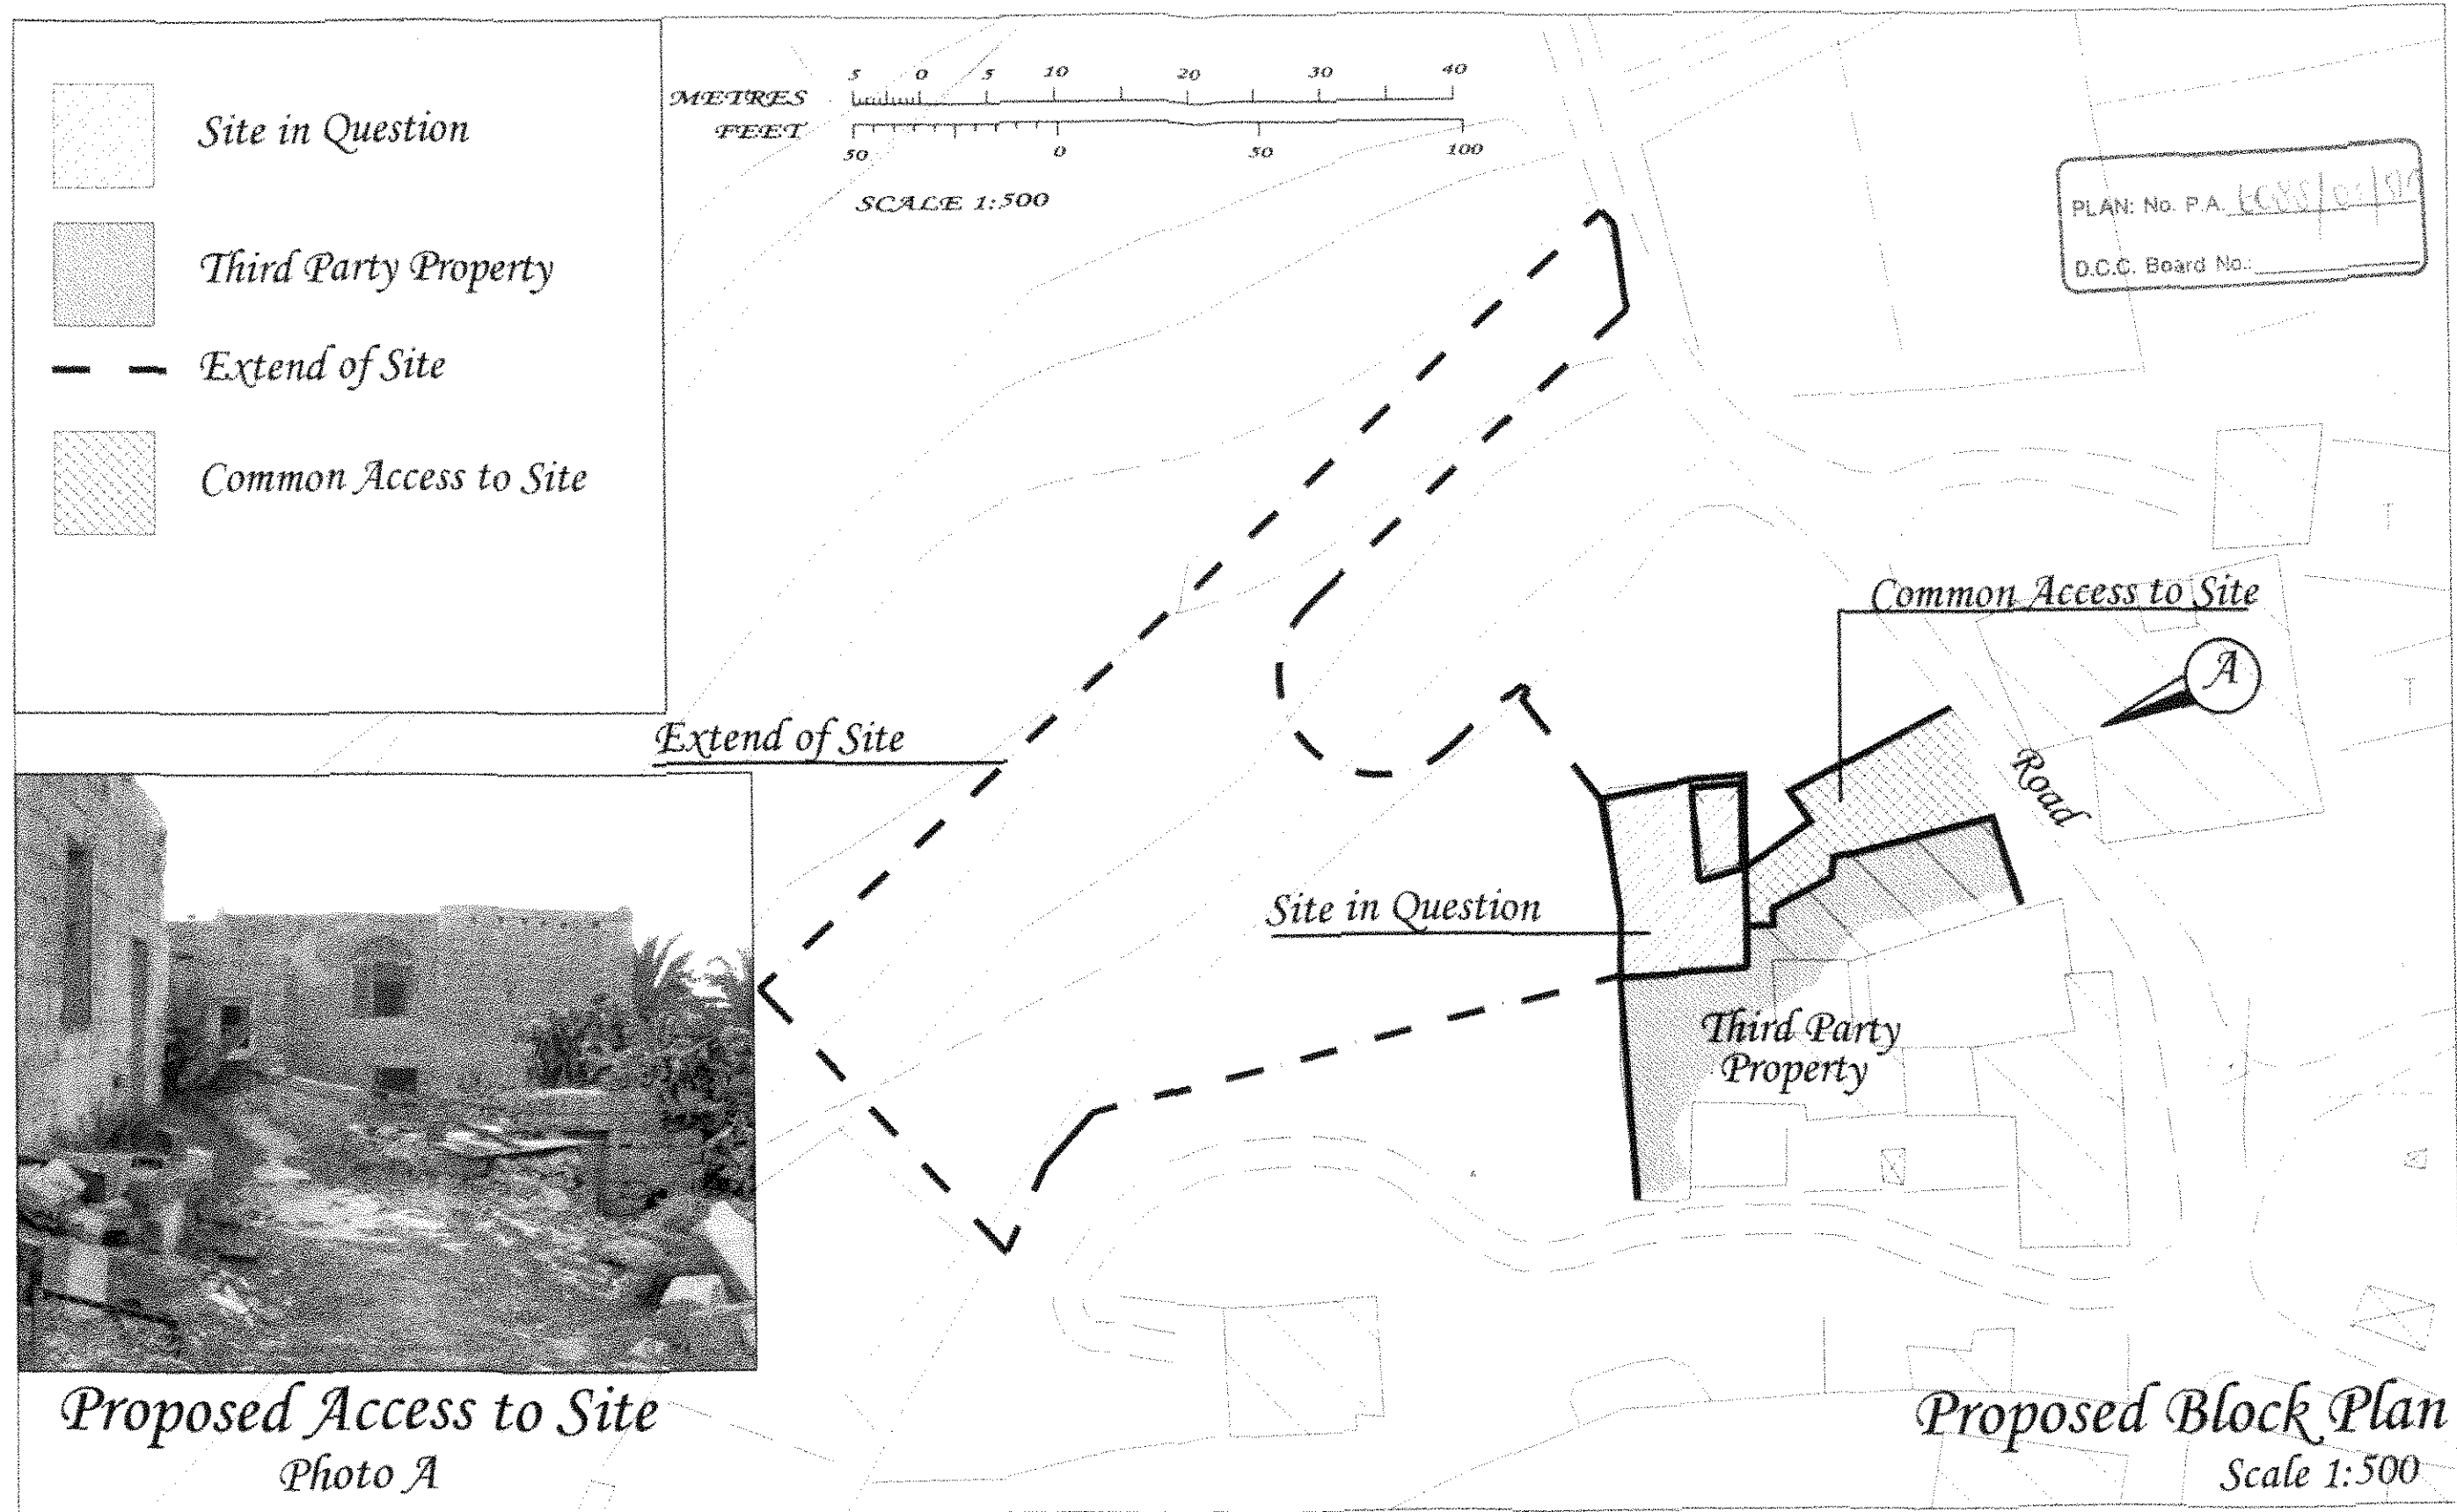 Site in Question
Third Party Property
Extend of Site
Common Access to Site
5 0 5 10 20 30 40
METRES
FEET
50 0 50 100
SCALE 1:500
PLAN: No. P.A.
D.C.C. Board No.:
Common Access to Site
A
Road
Extend of Site
Site in Question
Third Party
Property
Proposed Access to Site
Photo A
Proposed Block Plan
Scale 1:500